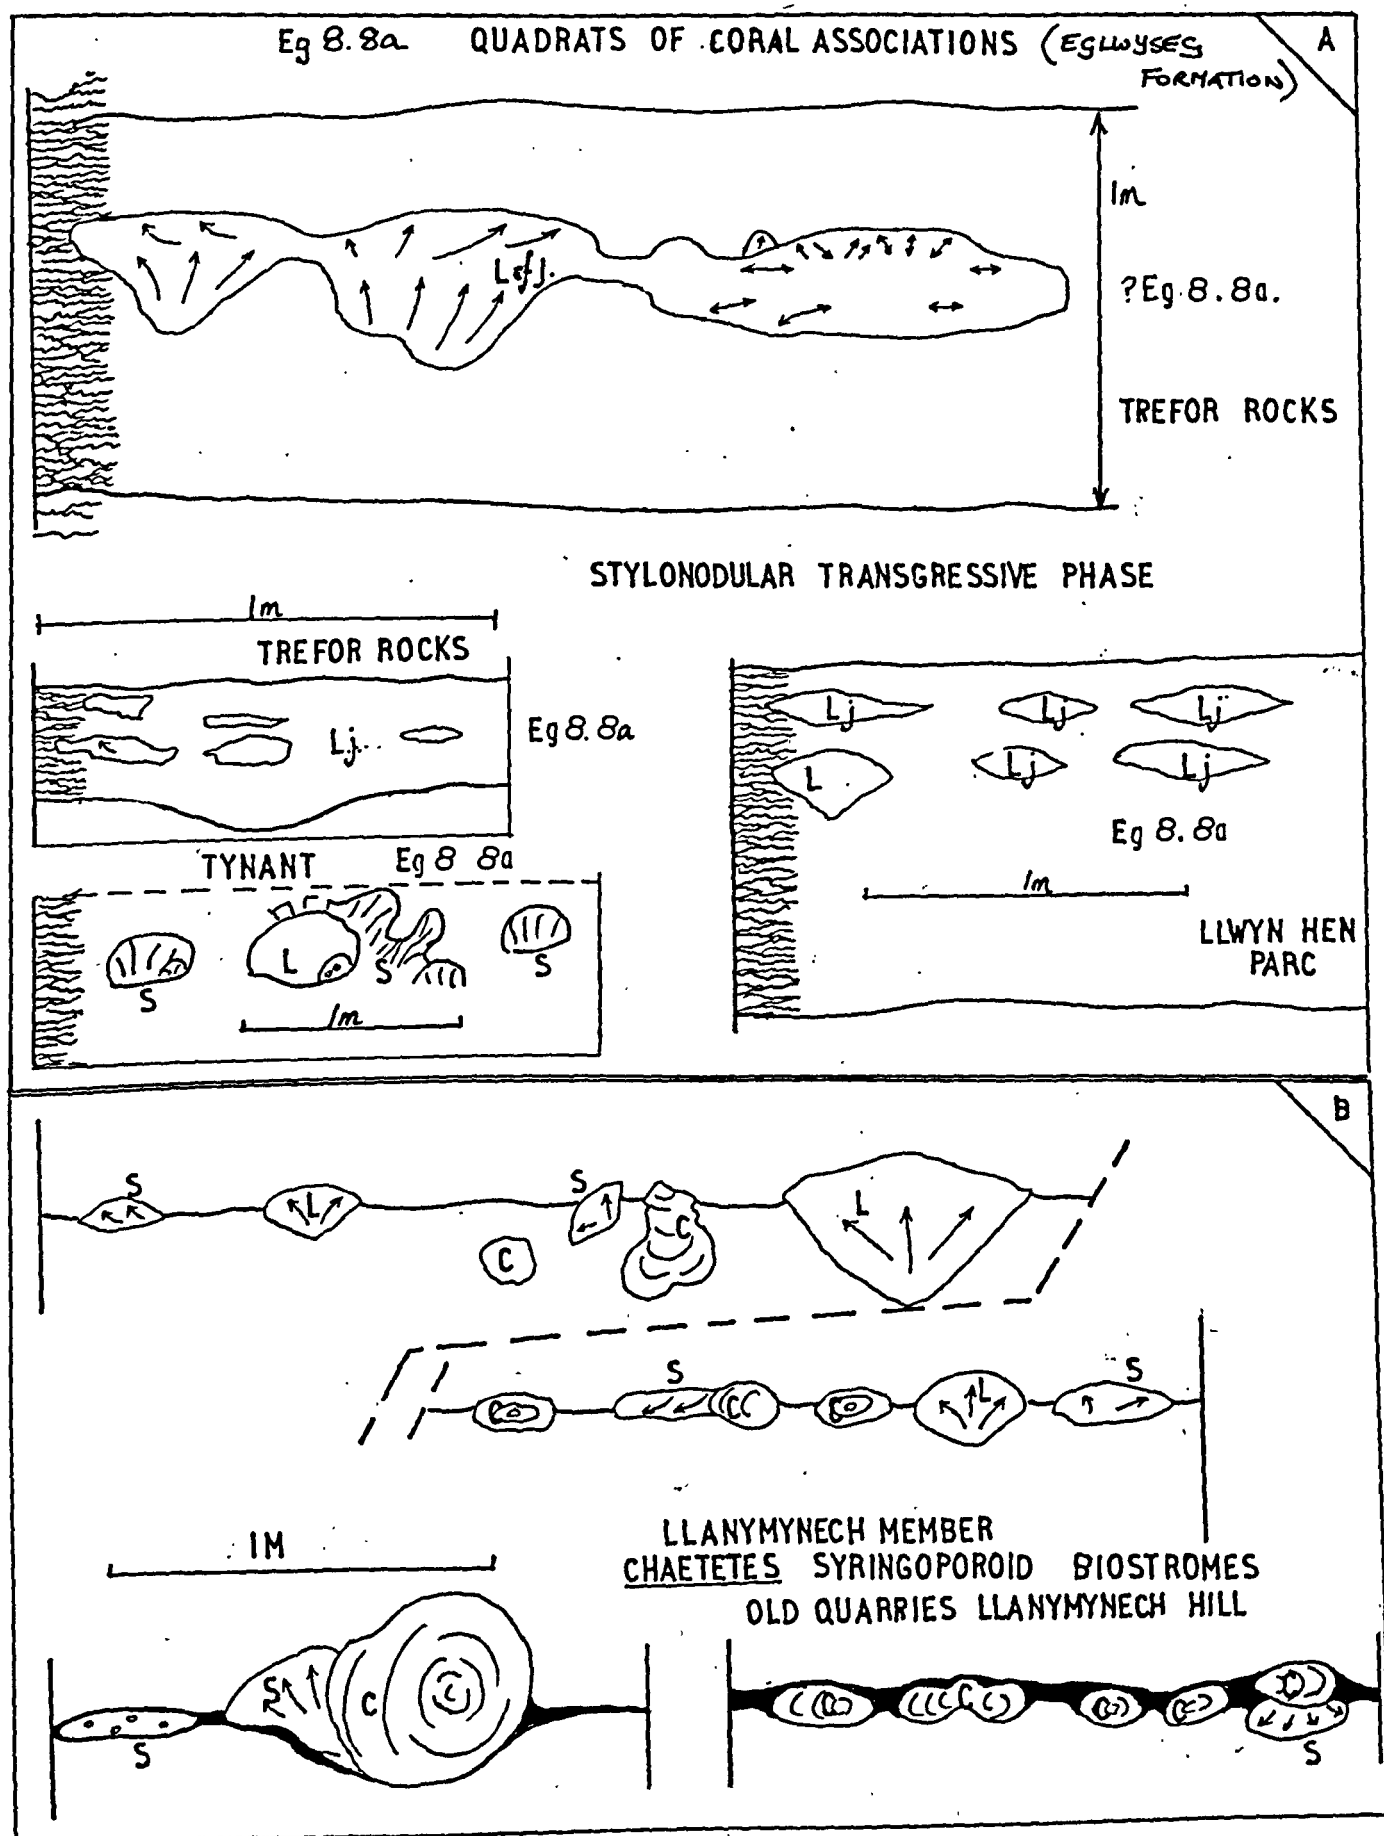 Eg 8.8a QUADRATS OF CORAL ASSOCIATIONS (EGLWYSEG
FORMATION)
A
1m
L cf j.
?Eg 8.8a.
TREFOR ROCKS
STYLONODULAR TRANSGRESSIVE PHASE
1m
TREFOR ROCKS
Lj.
Eg 8.8a
Lj Lj Lj
L Lj Lj
Eg 8.8a
1m
LLWYN HEN
PARC
TYNANT Eg 8 8a
S L S S
1m
B
S L S C C L
S L S
C CC C
LLANYMYNECH MEMBER
CHAETETES SYRINGOPOROID BIOSTROMES
OLD QUARRIES LLANYMYNECH HILL
1M
S S C C
C C C C C
S